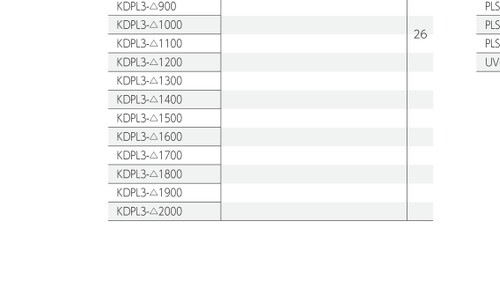 KDPL3-△900
KDPL3-△1000
KDPL3-△1100
26
KDPL3-△1200
KDPL3-△1300
KDPL3-△1400
KDPL3-△1500
KDPL3-△1600
KDPL3-△1700
KDPL3-△1800
KDPL3-△1900
KDPL3-△2000
PLS
PLS
PLS
UV